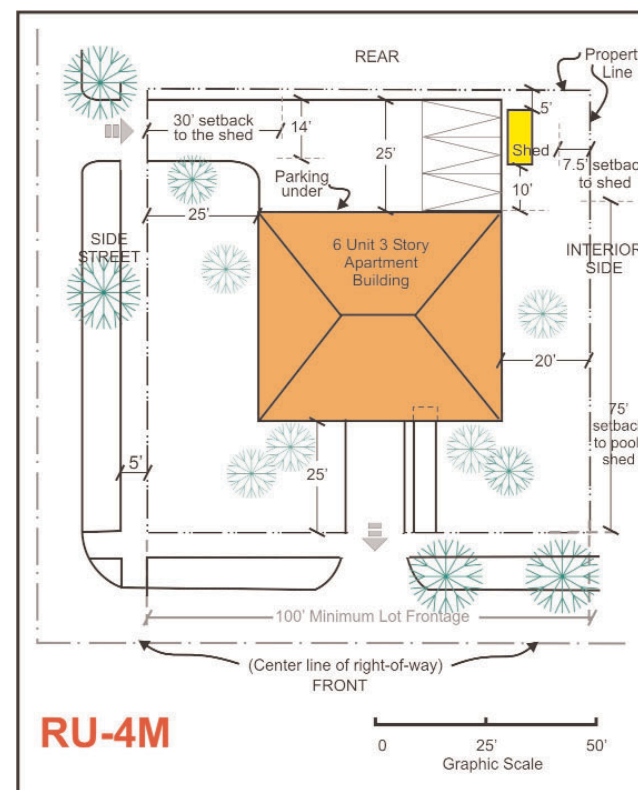 REAR
Property
Line
5'
30' setback
to the shed
14'
25'
Shed
7.5' setback
to shed
10'
Parking
under
25'
SIDE
STREET
6 Unit 3 Story
Apartment
Building
INTERIOR
SIDE
20'
75'
setback
to pool
shed
5'
25'
100' Minimum Lot Frontage
(Center line of right-of-way)
FRONT
RU-4M
0 25' 50'
Graphic Scale